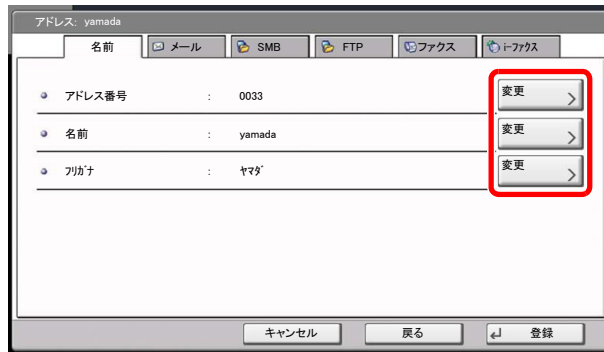 アドレス: yamada
名前 メール SMB FTP ファクス i-ファクス
アドレス番号 : 0033 変更
名前 : yamada 変更
フリガナ : ヤマダ 変更
キャンセル 戻る 登録